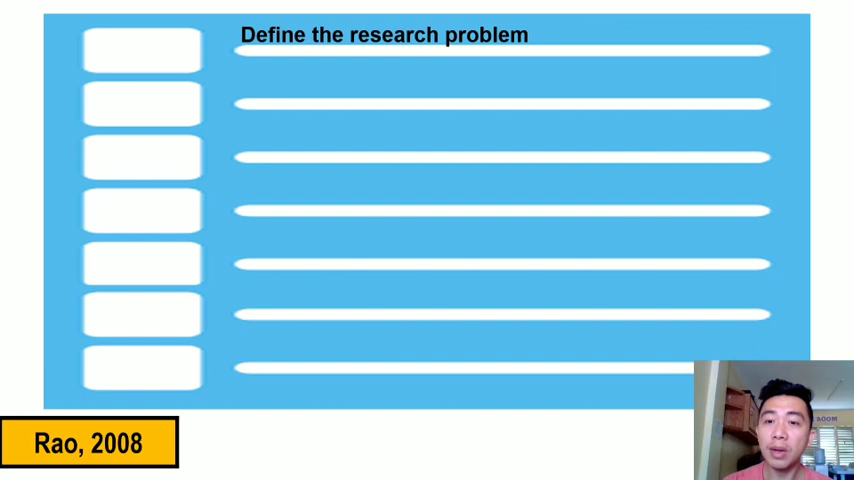 Define the research problem
Rao, 2008